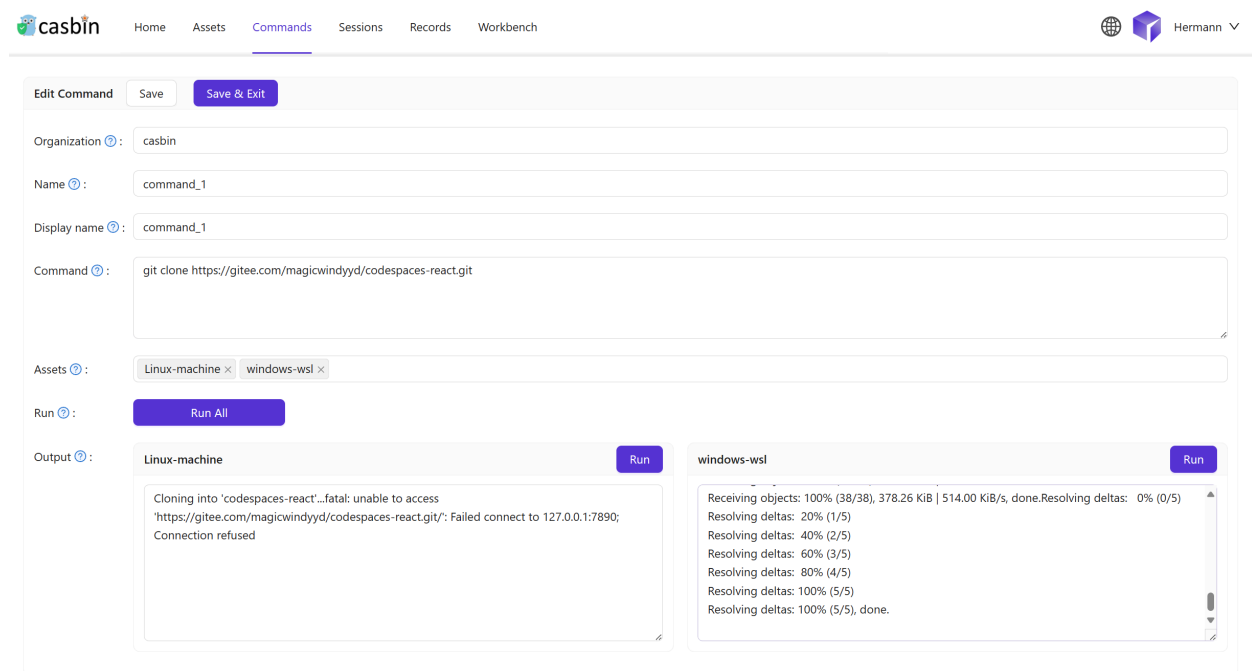 casbin Home Assets Commands Sessions Records Workbench Hermann
Edit Command Save Save & Exit
Organization ? : casbin
Name ? : command_1
Display name ? : command_1
Command ? : git clone https://gitee.com/magicwindyyd/codespaces-react.git
Assets ? : Linux-machine × windows-wsl ×
Run ? : Run All
Output ? : Linux-machine Run windows-wsl Run
Cloning into 'codespaces-react'...fatal: unable to access
'https://gitee.com/magicwindyyd/codespaces-react.git/': Failed connect to 127.0.0.1:7890;
Connection refused
Receiving objects: 100% (38/38), 378.26 KiB | 514.00 KiB/s, done.Resolving deltas: 0% (0/5)
Resolving deltas: 20% (1/5)
Resolving deltas: 40% (2/5)
Resolving deltas: 60% (3/5)
Resolving deltas: 80% (4/5)
Resolving deltas: 100% (5/5)
Resolving deltas: 100% (5/5), done.